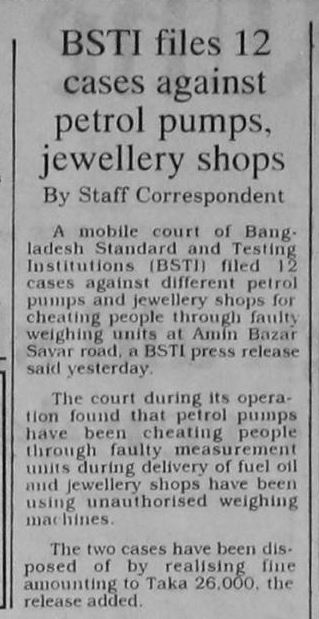 BSTI files 12
cases against
petrol pumps,
jewellery shops
By Staff Correspondent
A mobile court of Bang-
ladesh Standard and Testing
Institutions (BSTI) filed 12
cases against different petrol
pumps and jewellery shops for
cheating people through faulty
weighing units at Amin Bazar
Savar road, a BSTI press release
said yesterday.
The court during its opera-
tion found that petrol pumps
have been cheating people
through faulty measurement
units during delivery of fuel oil
and jewellery shops have been
using unauthorised weighing
machines.
The two cases have been dis-
posed of by realising fine
amounting to Taka 26,000, the
release added.